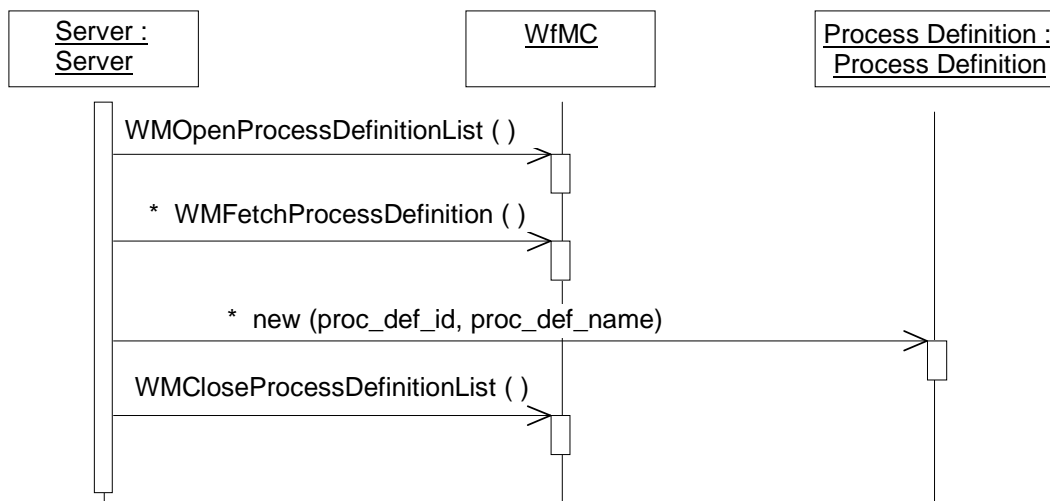 Server :
Server
WfMC
Process Definition :
Process Definition
WMOpenProcessDefinitionList ( )
* WMFetchProcessDefinition ( )
* new (proc_def_id, proc_def_name)
WMCloseProcessDefinitionList ( )